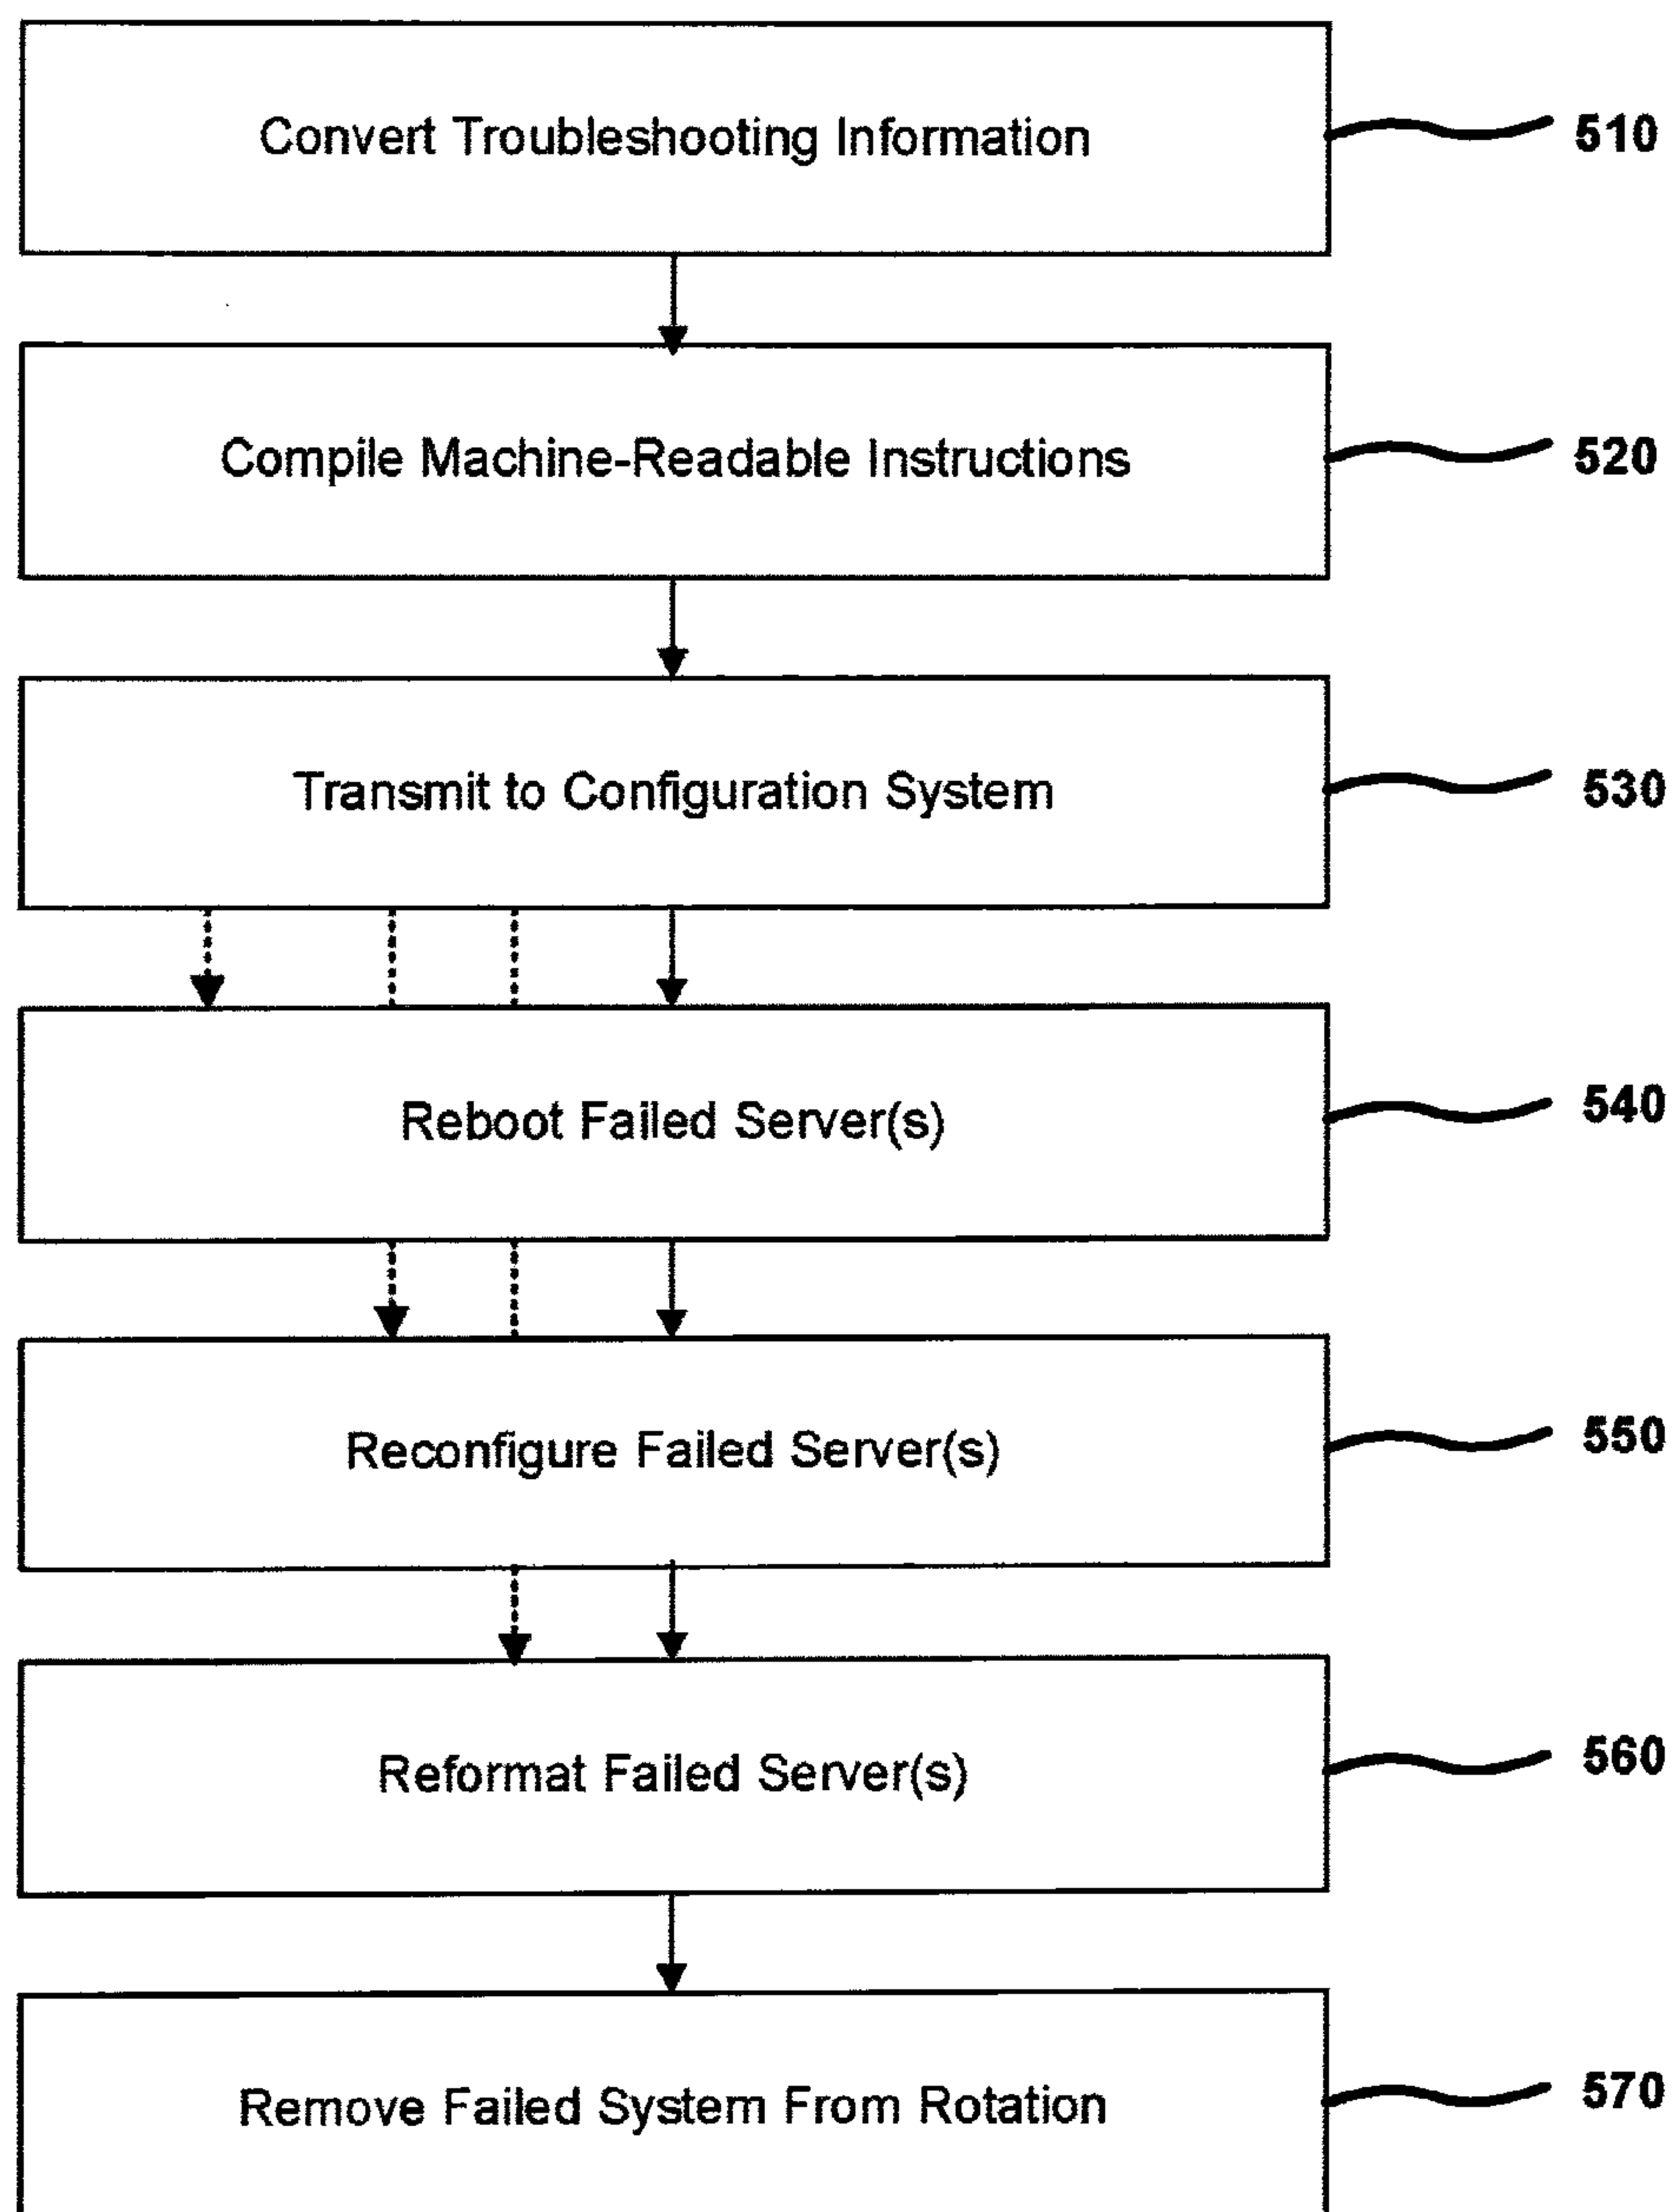 Convert Troubleshooting Information
510
Compile Machine-Readable Instructions
520
Transmit to Configuration System
530
Reboot Failed Server(s)
540
Reconfigure Failed Server(s)
550
Reformat Failed Server(s)
560
Remove Failed System From Rotation
570